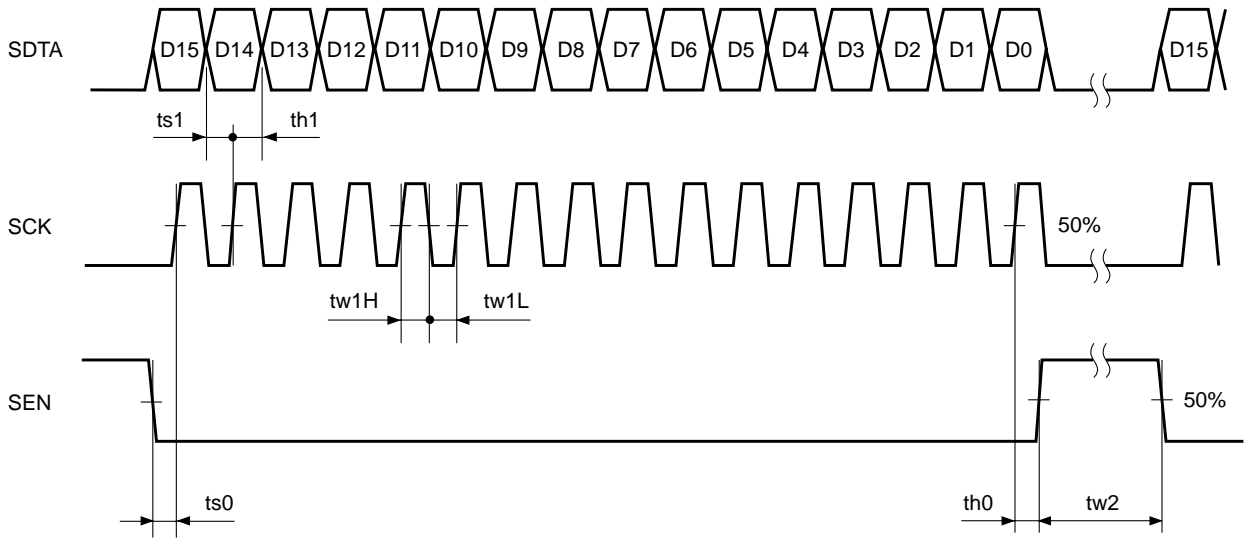 SDTA D15 D14 D13 D12 D11 D10 D9 D8 D7 D6 D5 D4 D3 D2 D1 D0 D15
ts1 th1
SCK 50%
tw1H tw1L
SEN 50%
ts0 th0 tw2